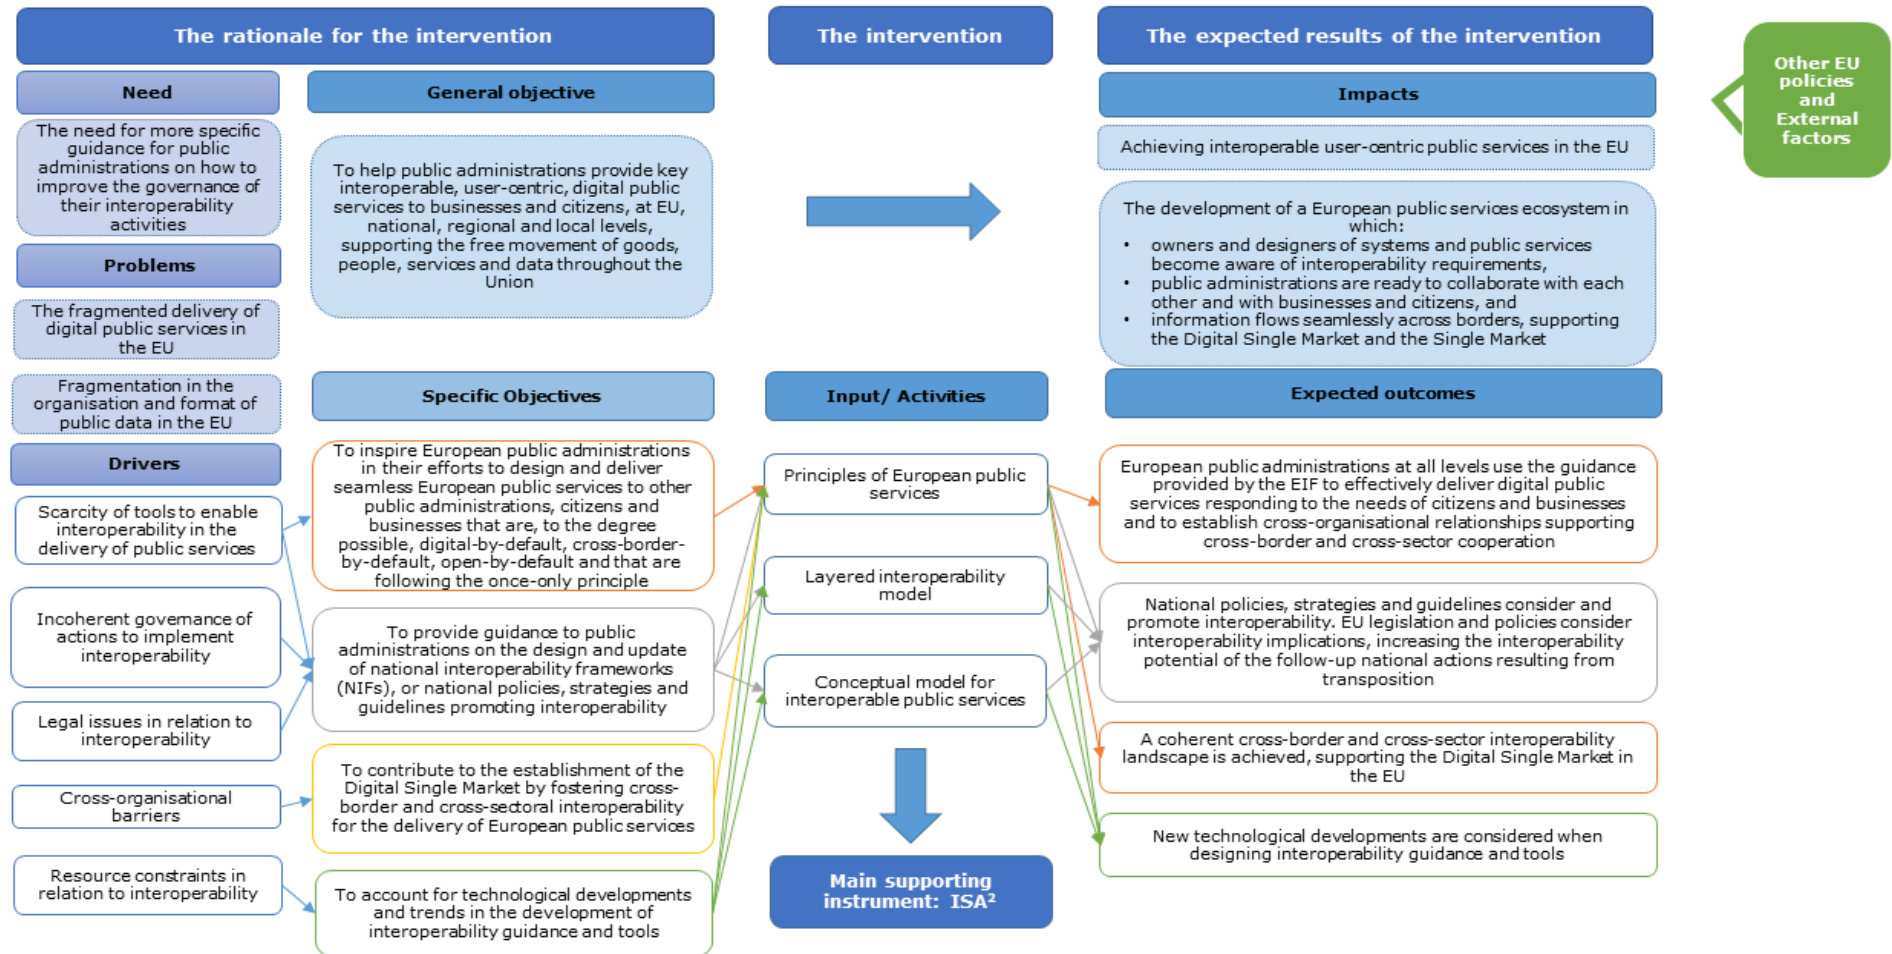 The rationale for the intervention
The intervention
The expected results of the intervention
Other EU
policies
and
External
factors
Need
General objective
Impacts
The need for more specific
guidance for public
administrations on how to
improve the governance of
their interoperability
activities
To help public administrations provide key
interoperable, user-centric, digital public
services to businesses and citizens, at EU,
national, regional and local levels,
supporting the free movement of goods,
people, services and data throughout the
Union
Achieving interoperable user-centric public services in the EU
The development of a European public services ecosystem in
which:
• owners and designers of systems and public services
become aware of interoperability requirements,
• public administrations are ready to collaborate with each
other and with businesses and citizens, and
• information flows seamlessly across borders, supporting
the Digital Single Market and the Single Market
Problems
The fragmented delivery of
digital public services in
the EU
Fragmentation in the
organisation and format of
public data in the EU
Specific Objectives
Input/ Activities
Expected outcomes
Drivers
Scarcity of tools to enable
interoperability in the
delivery of public services
Incoherent governance of
actions to implement
interoperability
Legal issues in relation to
interoperability
Cross-organisational
barriers
Resource constraints in
relation to interoperability
To inspire European public administrations
in their efforts to design and deliver
seamless European public services to other
public administrations, citizens and
businesses that are, to the degree
possible, digital-by-default, cross-border-
by-default, open-by-default and that are
following the once-only principle
To provide guidance to public
administrations on the design and update
of national interoperability frameworks
(NIFs), or national policies, strategies and
guidelines promoting interoperability
To contribute to the establishment of the
Digital Single Market by fostering cross-
border and cross-sectoral interoperability
for the delivery of European public services
To account for technological developments
and trends in the development of
interoperability guidance and tools
Principles of European public
services
Layered interoperability
model
Conceptual model for
interoperable public services
Main supporting
instrument: ISA²
European public administrations at all levels use the guidance
provided by the EIF to effectively deliver digital public
services responding to the needs of citizens and businesses
and to establish cross-organisational relationships supporting
cross-border and cross-sector cooperation
National policies, strategies and guidelines consider and
promote interoperability. EU legislation and policies consider
interoperability implications, increasing the interoperability
potential of the follow-up national actions resulting from
transposition
A coherent cross-border and cross-sector interoperability
landscape is achieved, supporting the Digital Single Market in
the EU
New technological developments are considered when
designing interoperability guidance and tools